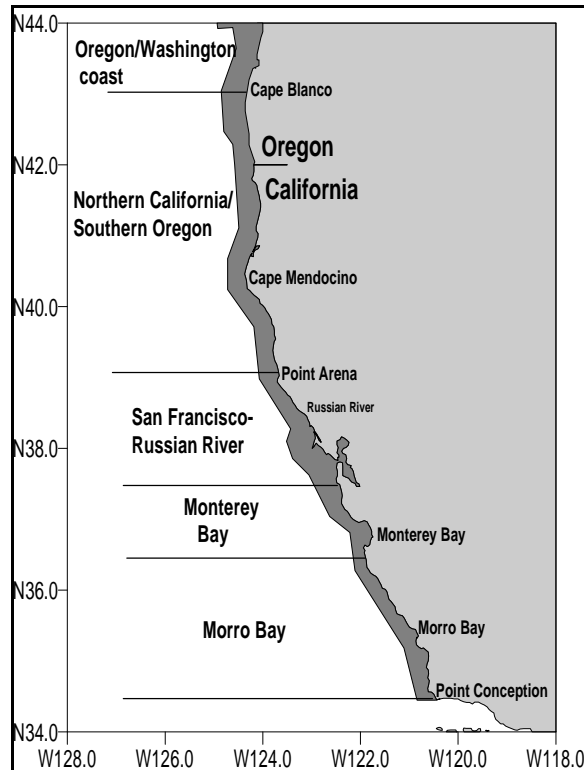 N44.0
Oregon/Washington
coast
Cape Blanco
N42.0
Oregon
California
Northern California/
Southern Oregon
Cape Mendocino
N40.0
Point Arena
Russian River
San Francisco-
Russian River
N38.0
Monterey
Bay
Monterey Bay
N36.0
Morro Bay
Morro Bay
Point Conception
N34.0
W128.0 W126.0 W124.0 W122.0 W120.0 W118.0